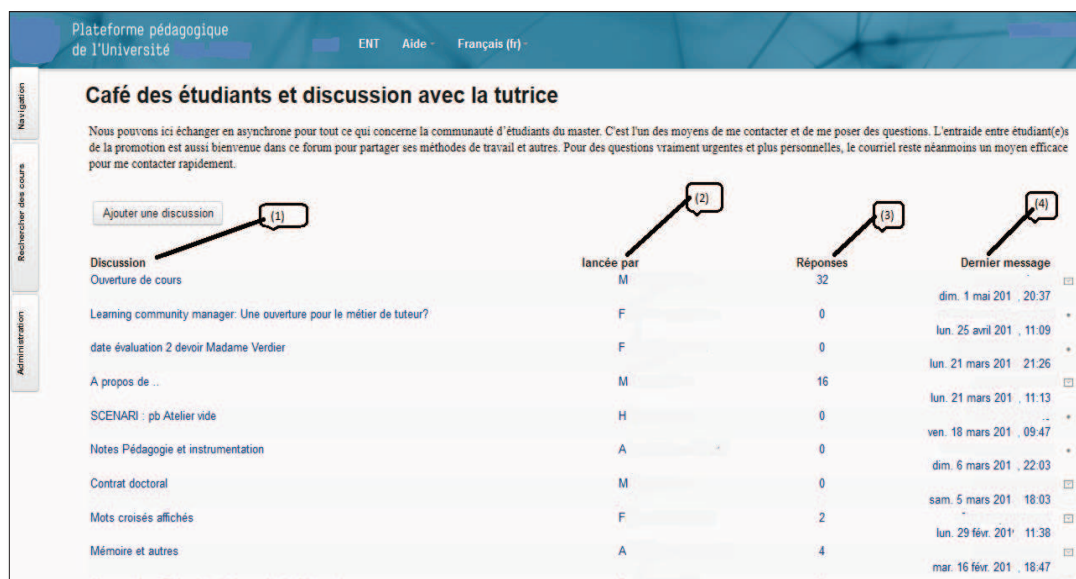 Plateforme pédagogique
de l'Université
ENT Aide Français (fr)
Navigation
Rechercher des cours
Administration
Café des étudiants et discussion avec la tutrice
Nous pouvons ici échanger en asynchrone pour tout ce qui concerne la communauté d'étudiants du master. C'est l'un des moyens de me contacter et de me poser des questions. L'entraide entre étudiant(e)s
de la promotion est aussi bienvenue dans ce forum pour partager ses méthodes de travail et autres. Pour des questions vraiment urgentes et plus personnelles, le courriel reste néanmoins un moyen efficace
pour me contacter rapidement.
Ajouter une discussion
(1) (2) (3) (4)
Discussion lancée par Réponses Dernier message
Ouverture de cours M 32
dim. 1 mai 201 , 20:37
Learning community manager: Une ouverture pour le métier de tuteur? F 0
lun. 25 avril 201 , 11:09
date évaluation 2 devoir Madame Verdier F 0
lun. 21 mars 201 21:26
A propos de .. M 16
lun. 21 mars 201 , 11:13
SCENARI : pb Atelier vide H 0
ven. 18 mars 201 , 09:47
Notes Pédagogie et instrumentation A 0
dim. 6 mars 201 , 22:03
Contrat doctoral M 0
sam. 5 mars 201 18:03
Mots croisés affichés F 2
lun. 29 févr. 201 11:38
Mémoire et autres A 4
mar. 16 févr. 201 , 18:47